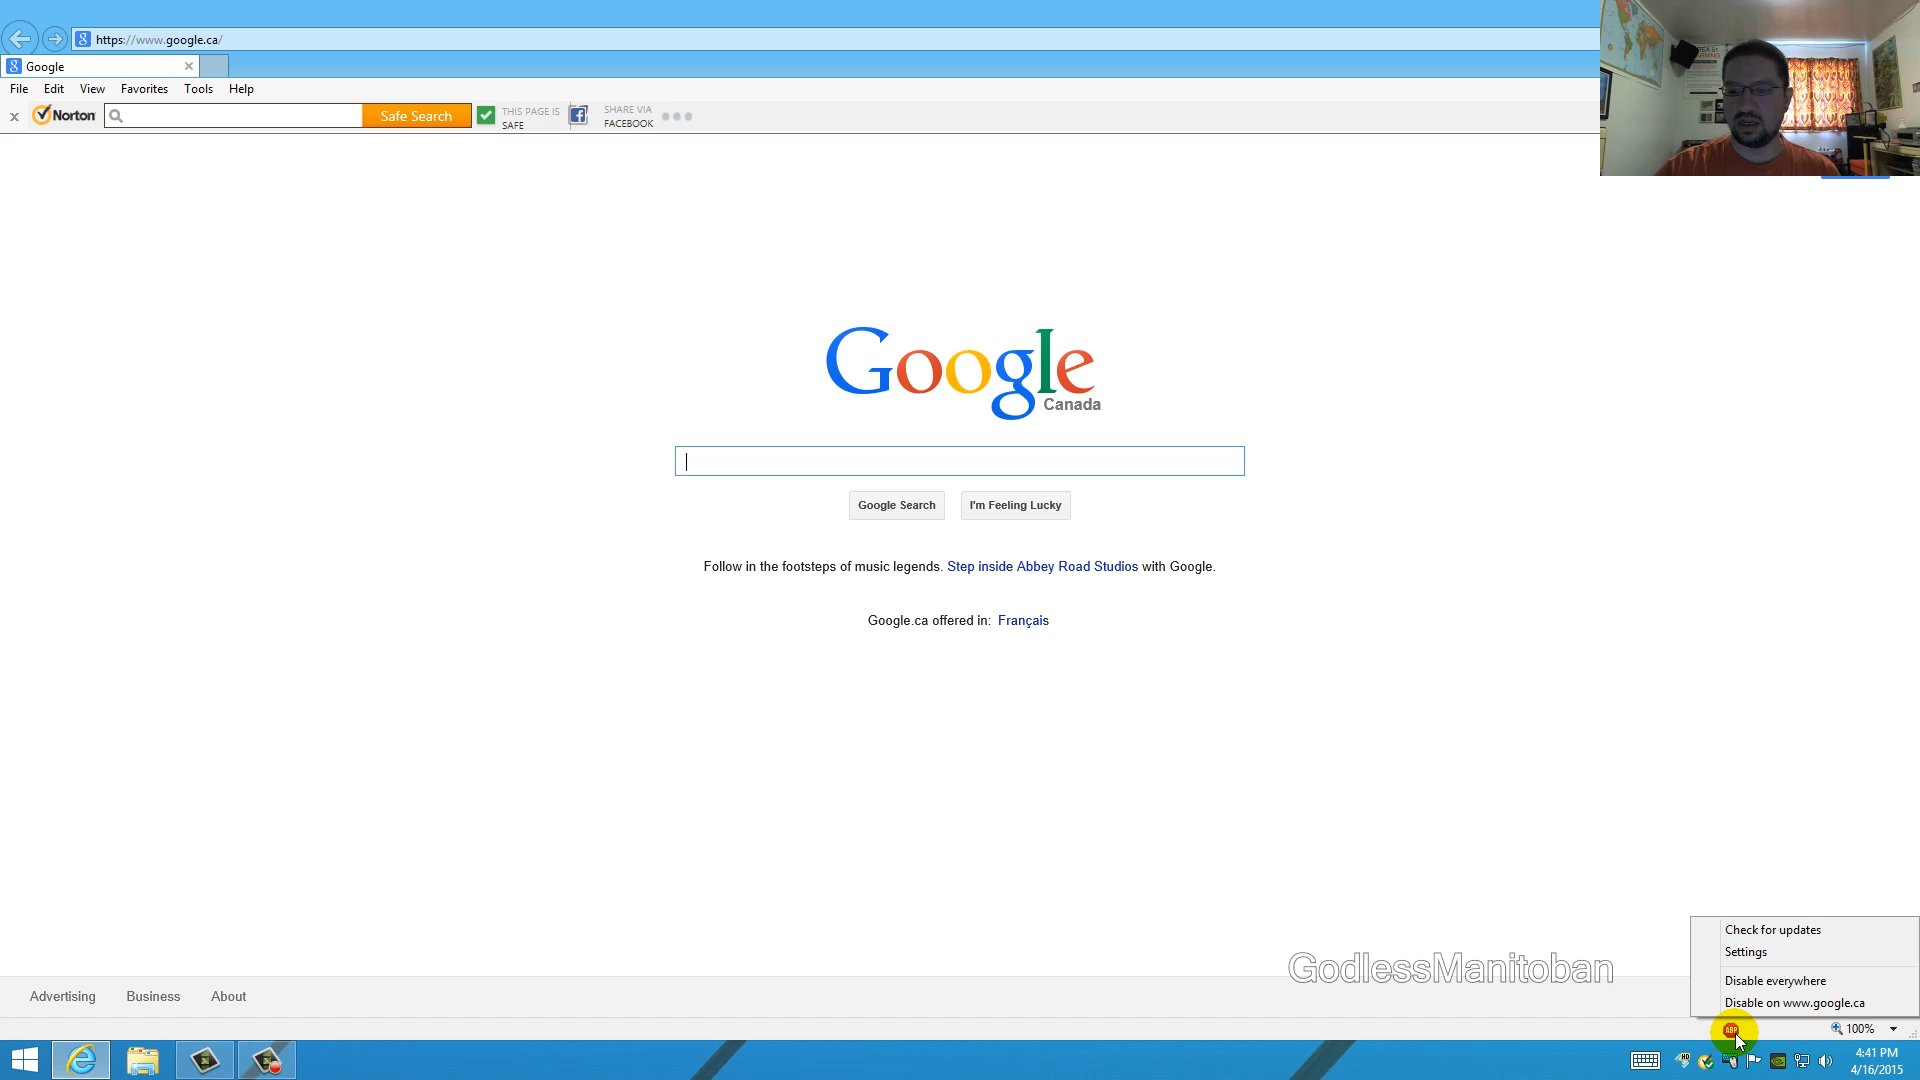 https://www.google.ca/
Google
File Edit View Favorites Tools Help
Norton
Safe Search
THIS PAGE IS
SAFE
SHARE VIA
FACEBOOK
Google
Canada
Google Search
I'm Feeling Lucky
Follow in the footsteps of music legends. Step inside Abbey Road Studios with Google.
Google.ca offered in: Français
GodlessManitoban
Check for updates
Settings
Disable everywhere
Disable on www.google.ca
Advertising Business About
ABP
100%
HD
4:41 PM
4/16/2015